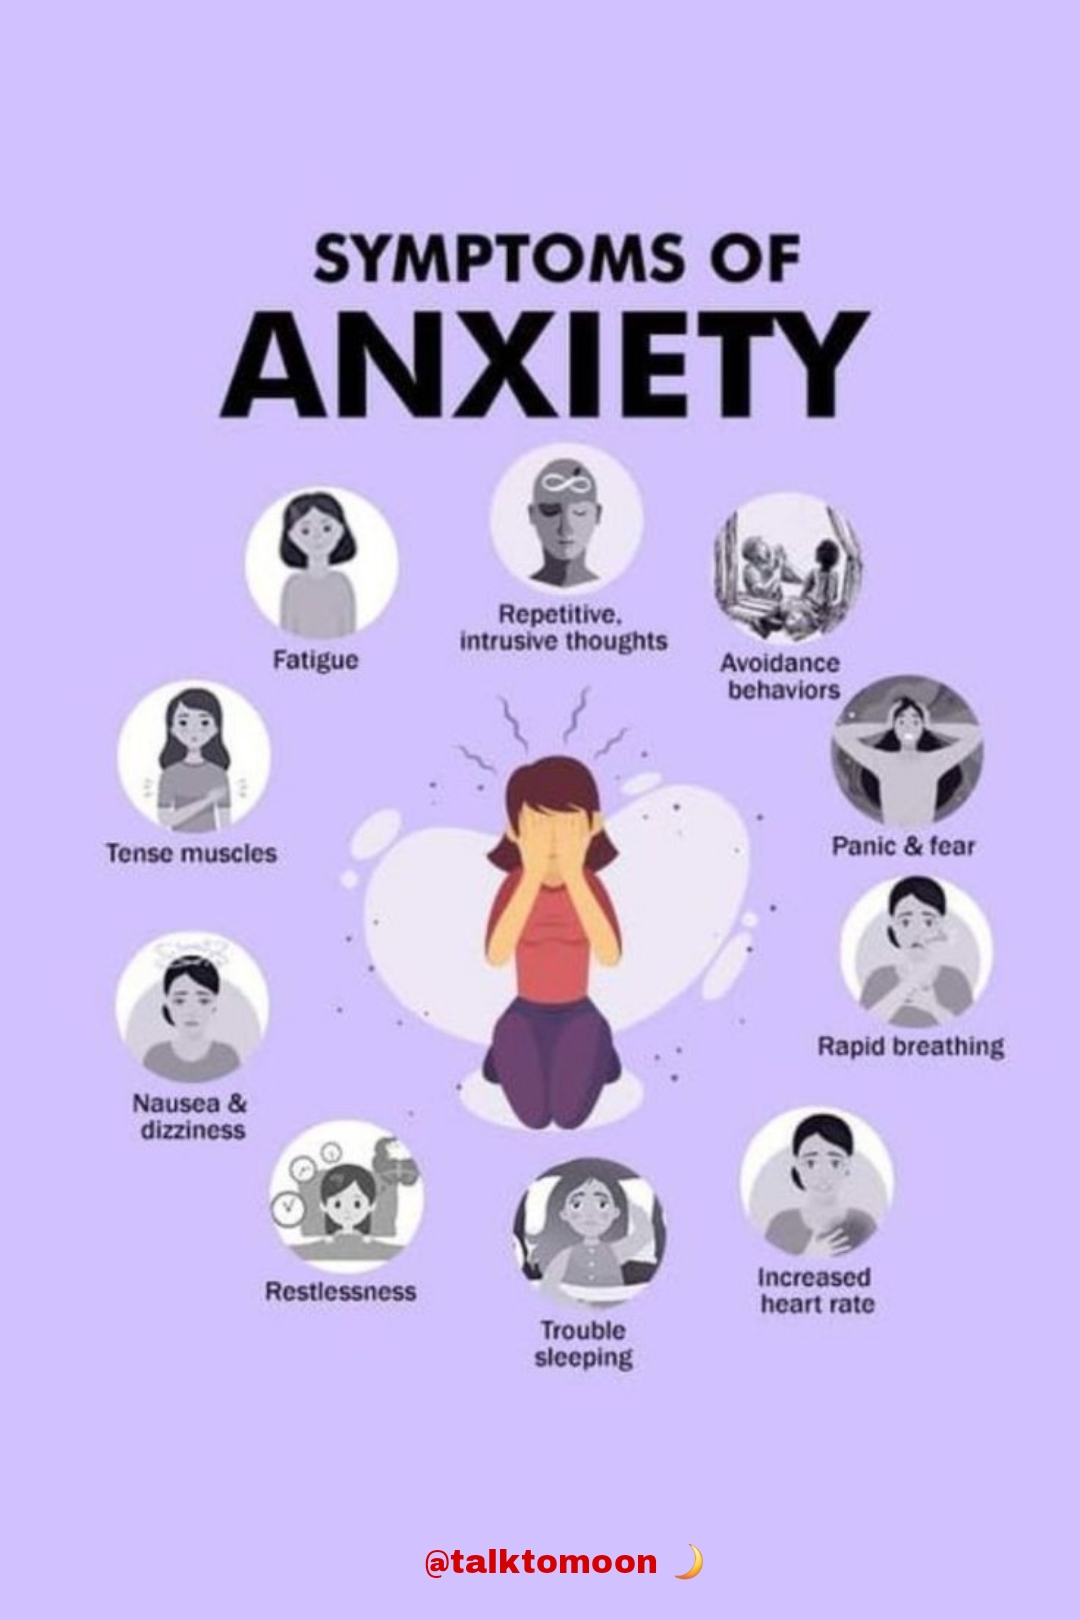 SYMPTOMS OF
ANXIETY
Fatigue
Repetitive,
intrusive thoughts
Avoidance
behaviors
Tense muscles
Panic & fear
Rapid breathing
Nausea &
dizziness
Restlessness
Trouble
sleeping
Increased
heart rate
@talktomoon 🌙